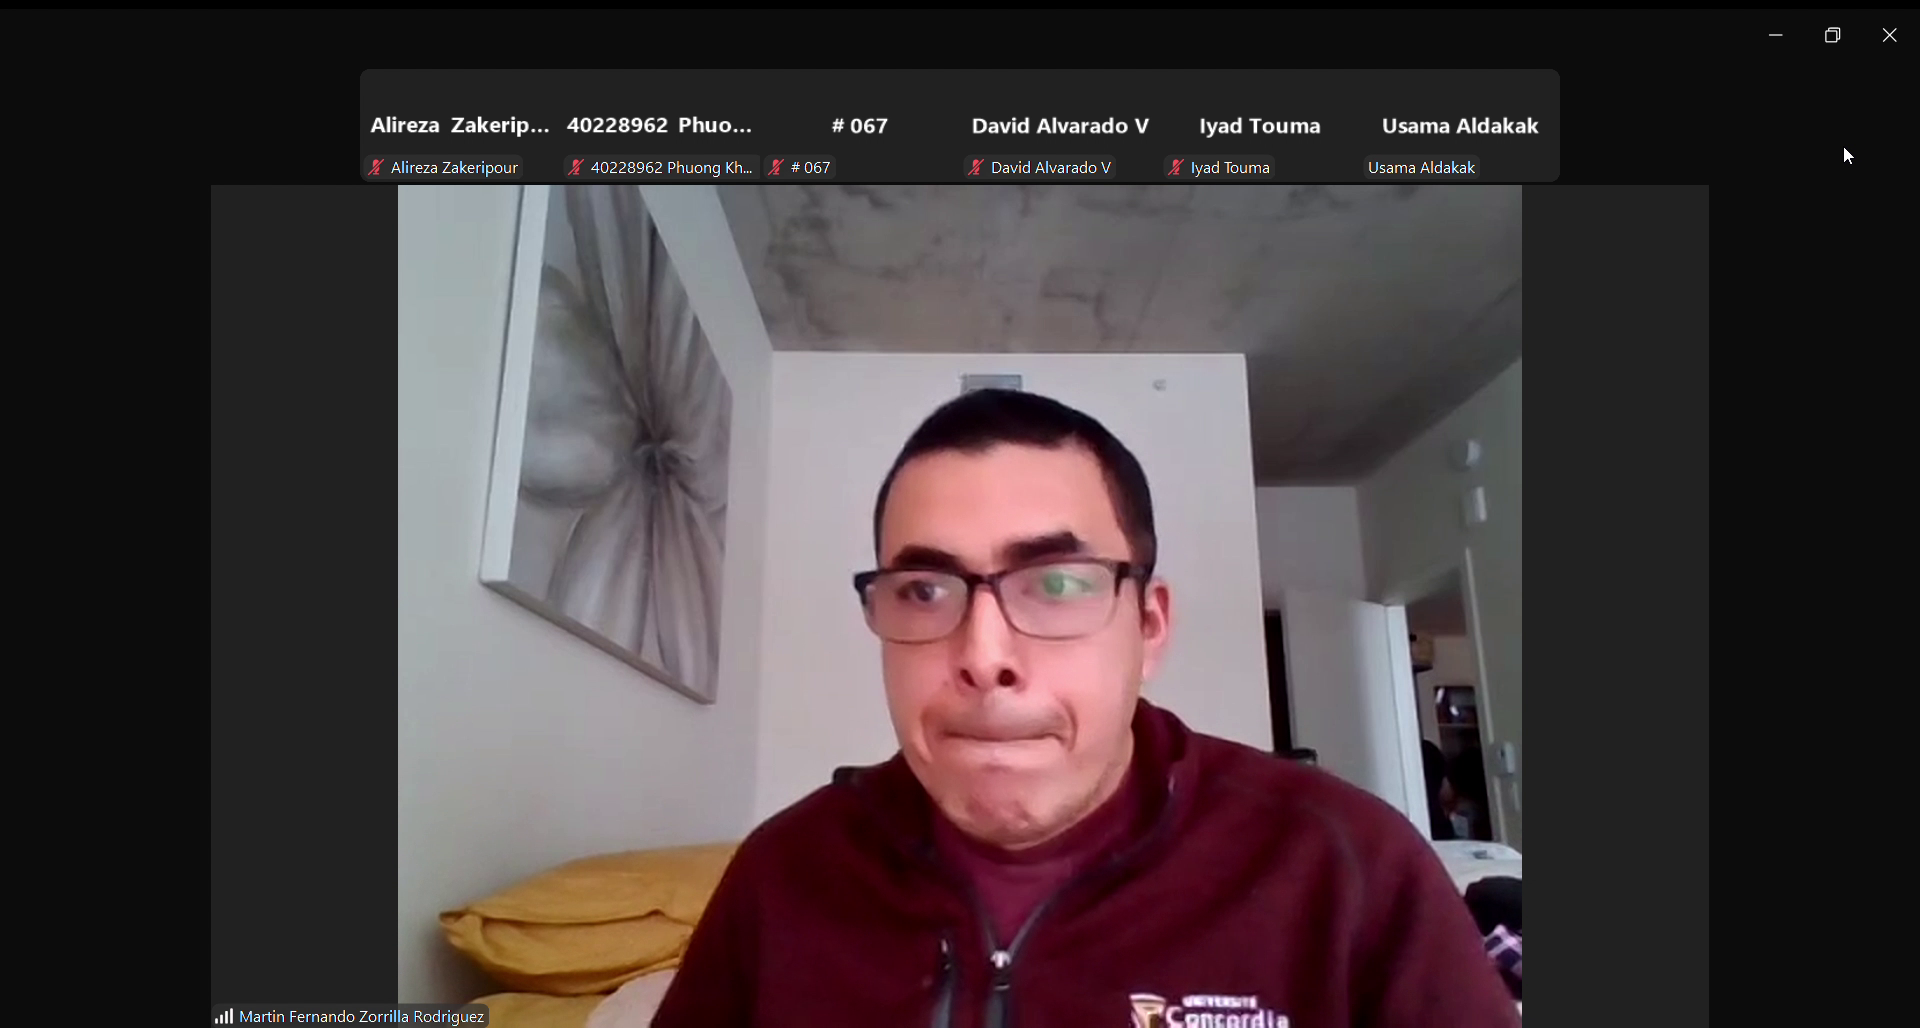 Alireza Zakerip...
40228962 Phuo...
# 067
David Alvarado V
Iyad Touma
Usama Aldakak
Alireza Zakeripour
40228962 Phuong Kh...
# 067
David Alvarado V
Iyad Touma
Usama Aldakak
UNIVERSITÉ
Concordia
Martin Fernando Zorrilla Rodriguez